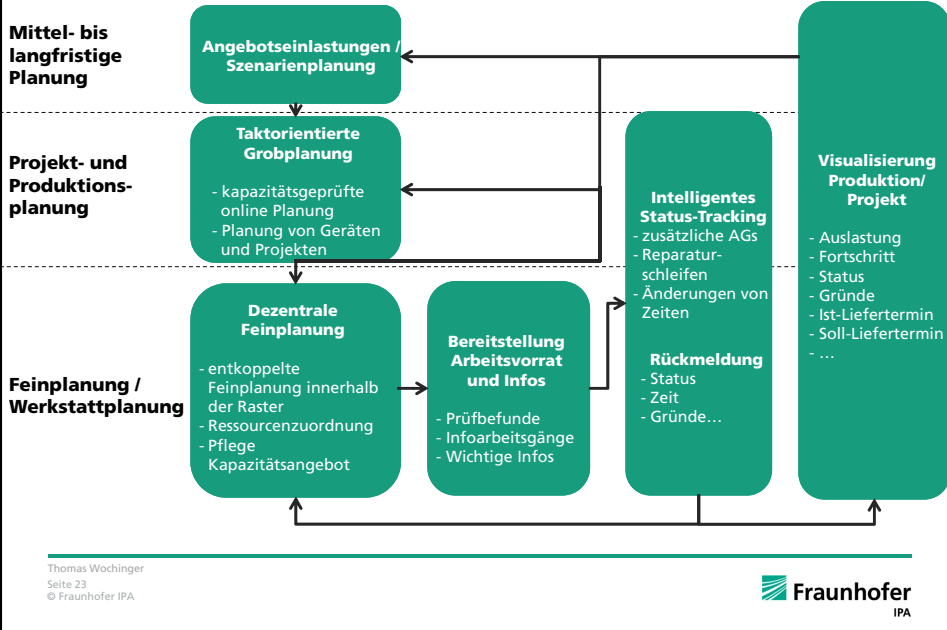 Mittel- bis
langfristige
Planung
Angebotseinlastungen /
Szenarienplanung
Projekt- und
Produktions-
planung
Taktorientierte
Grobplanung
- kapazitätsgeprüfte
online Planung
- Planung von Geräten
und Projekten
Feinplanung /
Werkstattplanung
Dezentrale
Feinplanung
- entkoppelte
Feinplanung innerhalb
der Raster
- Ressourcenzuordnung
- Pflege
Kapazitätsangebot
Bereitstellung
Arbeitsvorrat
und Infos
- Prüfbefunde
- Infoarbeitsgänge
- Wichtige Infos
Intelligentes
Status-Tracking
- zusätzliche AGs
- Reparatur-
schleifen
- Änderungen von
Zeiten
Rückmeldung
- Status
- Zeit
- Gründe…
Visualisierung
Produktion/
Projekt
- Auslastung
- Fortschritt
- Status
- Gründe
- Ist-Liefertermin
- Soll-Liefertermin
- …
Thomas Wochinger
Seite 23
© Fraunhofer IPA
Fraunhofer
IPA